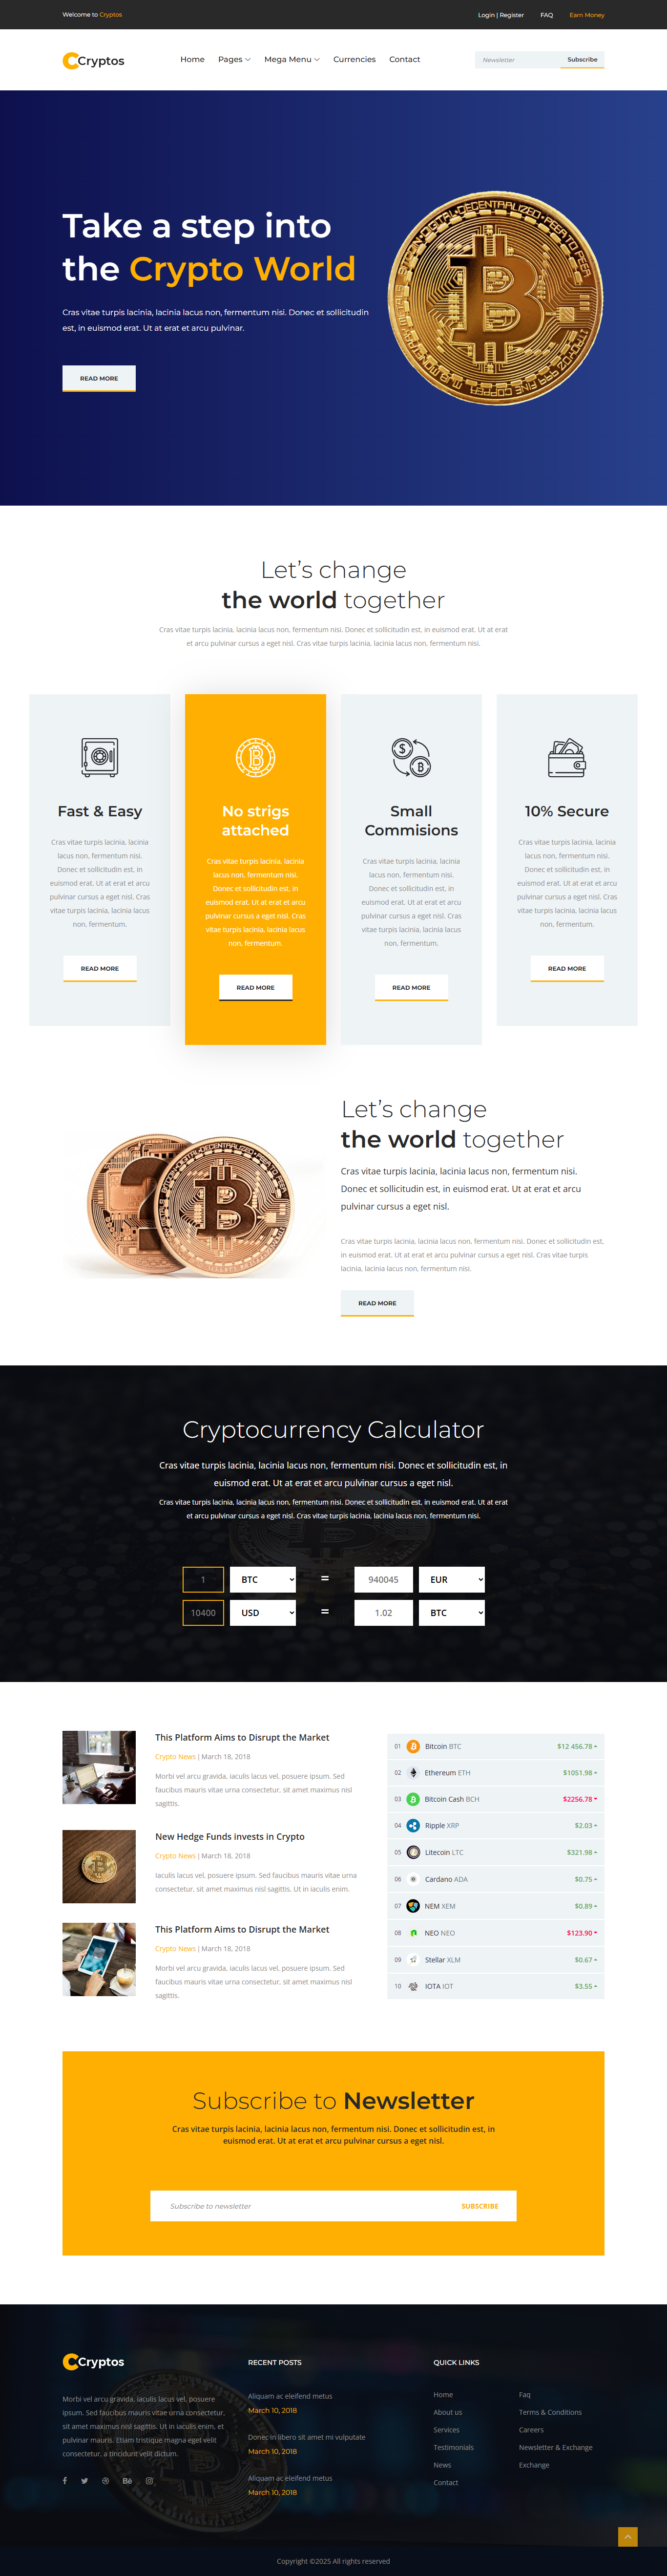 Welcome to Cryptos
Login | Register FAQ Earn Money
Cryptos
Home Pages Mega Menu Currencies Contact
Newsletter Subscribe
Take a step into
the Crypto World
Cras vitae turpis lacinia, lacinia lacus non, fermentum nisi. Donec et sollicitudin
est, in euismod erat. Ut at erat et arcu pulvinar.
READ MORE
Let's change
the world together
Cras vitae turpis lacinia, lacinia lacus non, fermentum nisi. Donec et sollicitudin est, in euismod erat. Ut at erat
et arcu pulvinar cursus a eget nisl. Cras vitae turpis lacinia, lacinia lacus non, fermentum nisi.
Fast & Easy
Cras vitae turpis lacinia, lacinia
lacus non, fermentum nisi.
Donec et sollicitudin est, in
euismod erat. Ut at erat et arcu
pulvinar cursus a eget nisl. Cras
vitae turpis lacinia, lacinia lacus
non, fermentum.
READ MORE
No strigs
attached
Cras vitae turpis lacinia, lacinia
lacus non, fermentum nisi.
Donec et sollicitudin est, in
euismod erat. Ut at erat et arcu
pulvinar cursus a eget nisl. Cras
vitae turpis lacinia, lacinia lacus
non, fermentum.
READ MORE
Small
Commisions
Cras vitae turpis lacinia, lacinia
lacus non, fermentum nisi.
Donec et sollicitudin est, in
euismod erat. Ut at erat et arcu
pulvinar cursus a eget nisl. Cras
vitae turpis lacinia, lacinia lacus
non, fermentum.
READ MORE
10% Secure
Cras vitae turpis lacinia, lacinia
lacus non, fermentum nisi.
Donec et sollicitudin est, in
euismod erat. Ut at erat et arcu
pulvinar cursus a eget nisl. Cras
vitae turpis lacinia, lacinia lacus
non, fermentum.
READ MORE
Let's change
the world together
Cras vitae turpis lacinia, lacinia lacus non, fermentum nisi.
Donec et sollicitudin est, in euismod erat. Ut at erat et arcu
pulvinar cursus a eget nisl.
Cras vitae turpis lacinia, lacinia lacus non, fermentum nisi. Donec et sollicitudin est,
in euismod erat. Ut at erat et arcu pulvinar cursus a eget nisl. Cras vitae turpis
lacinia, lacinia lacus non, fermentum nisi.
READ MORE
Cryptocurrency Calculator
Cras vitae turpis lacinia, lacinia lacus non, fermentum nisi. Donec et sollicitudin est, in
euismod erat. Ut at erat et arcu pulvinar cursus a eget nisl.
Cras vitae turpis lacinia, lacinia lacus non, fermentum nisi. Donec et sollicitudin est, in euismod erat. Ut at erat
et arcu pulvinar cursus a eget nisl. Cras vitae turpis lacinia, lacinia lacus non, fermentum nisi.
1 BTC = 940045 EUR
10400 USD = 1.02 BTC
This Platform Aims to Disrupt the Market
Crypto News | March 18, 2018
Morbi vel arcu gravida, iaculis lacus vel, posuere ipsum. Sed
faucibus mauris vitae urna consectetur, sit amet maximus nisl
sagittis.
New Hedge Funds invests in Crypto
Crypto News | March 18, 2018
Iaculis lacus vel, posuere ipsum. Sed faucibus mauris vitae urna
consectetur, sit amet maximus nisl sagittis. Ut in iaculis enim.
This Platform Aims to Disrupt the Market
Crypto News | March 18, 2018
Morbi vel arcu gravida, iaculis lacus vel, posuere ipsum. Sed
faucibus mauris vitae urna consectetur, sit amet maximus nisl
sagittis.
01 Bitcoin BTC $12 456.78
02 Ethereum ETH $1051.98
03 Bitcoin Cash BCH $2256.78
04 Ripple XRP $2.03
05 Litecoin LTC $321.98
06 Cardano ADA $0.75
07 NEM XEM $0.89
08 NEO NEO $123.90
09 Stellar XLM $0.67
10 IOTA IOT $3.55
Subscribe to Newsletter
Cras vitae turpis lacinia, lacinia lacus non, fermentum nisi. Donec et sollicitudin est, in
euismod erat. Ut at erat et arcu pulvinar cursus a eget nisl.
Subscribe to newsletter SUBSCRIBE
Cryptos
Morbi vel arcu gravida, iaculis lacus vel, posuere
ipsum. Sed faucibus mauris vitae urna consectetur,
sit amet maximus nisl sagittis. Ut in iaculis enim, et
pulvinar mauris. Etiam tristique magna eget velit
consectetur, a tincidunt velit dictum.
Bē
RECENT POSTS
Aliquam ac eleifend metus
March 10, 2018
Donec in libero sit amet mi vulputate
March 10, 2018
Aliquam ac eleifend metus
March 10, 2018
QUICK LINKS
Home
About us
Services
Testimonials
News
Contact
Faq
Terms & Conditions
Careers
Newsletter & Exchange
Exchange
Copyright ©2025 All rights reserved